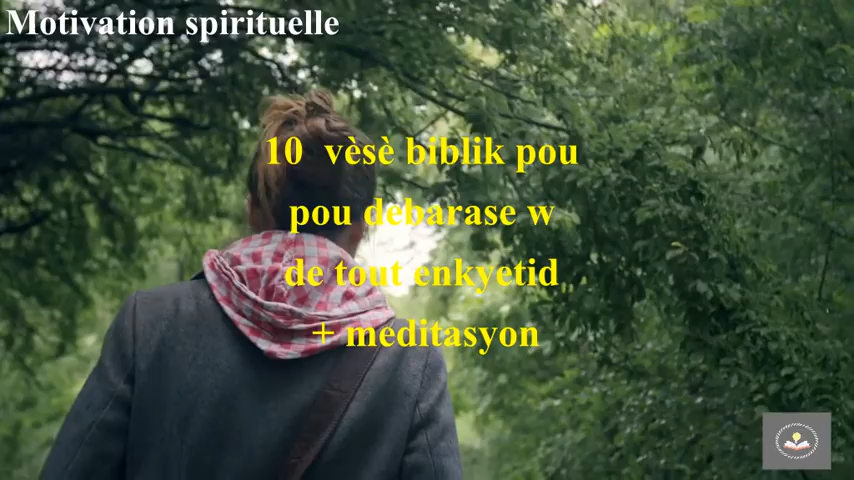 Motivation spirituelle
10 vèsè biblik pou
pou debarase w
de tout enkyetid
+ meditasyon